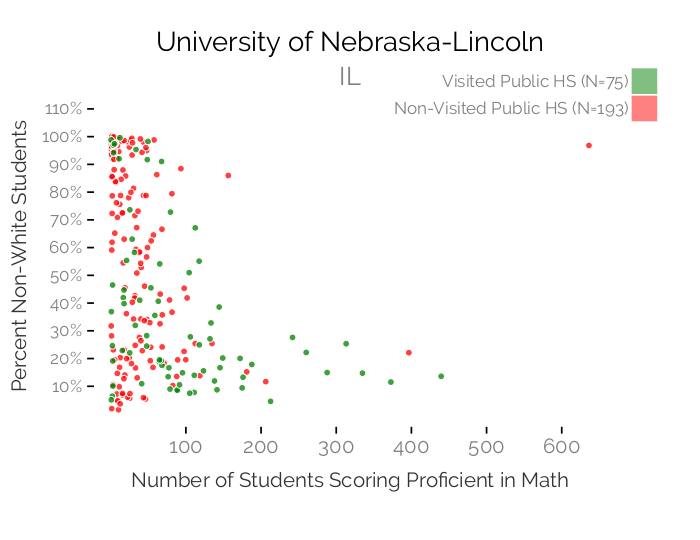 University of Nebraska-Lincoln
IL
Visited Public HS (N=75)
Non-Visited Public HS (N=193)
Percent Non-White Students
110%
100%
90%
80%
70%
60%
50%
40%
30%
20%
10%
100 200 300 400 500 600
Number of Students Scoring Proficient in Math